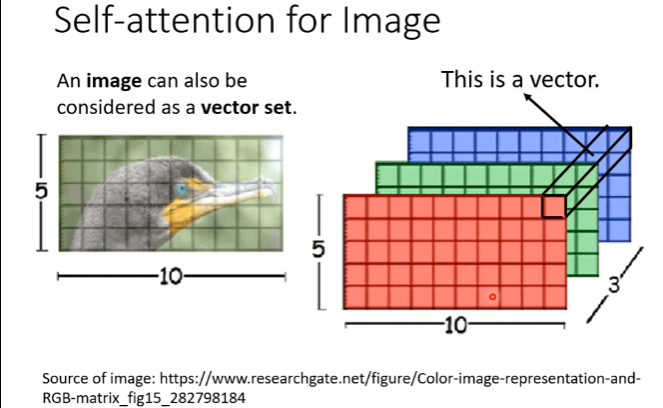 Self-attention for Image
An image can also be
considered as a vector set.
This is a vector.
5
10
5
10
3
Source of image: https://www.researchgate.net/figure/Color-image-representation-and-
RGB-matrix_fig15_282798184